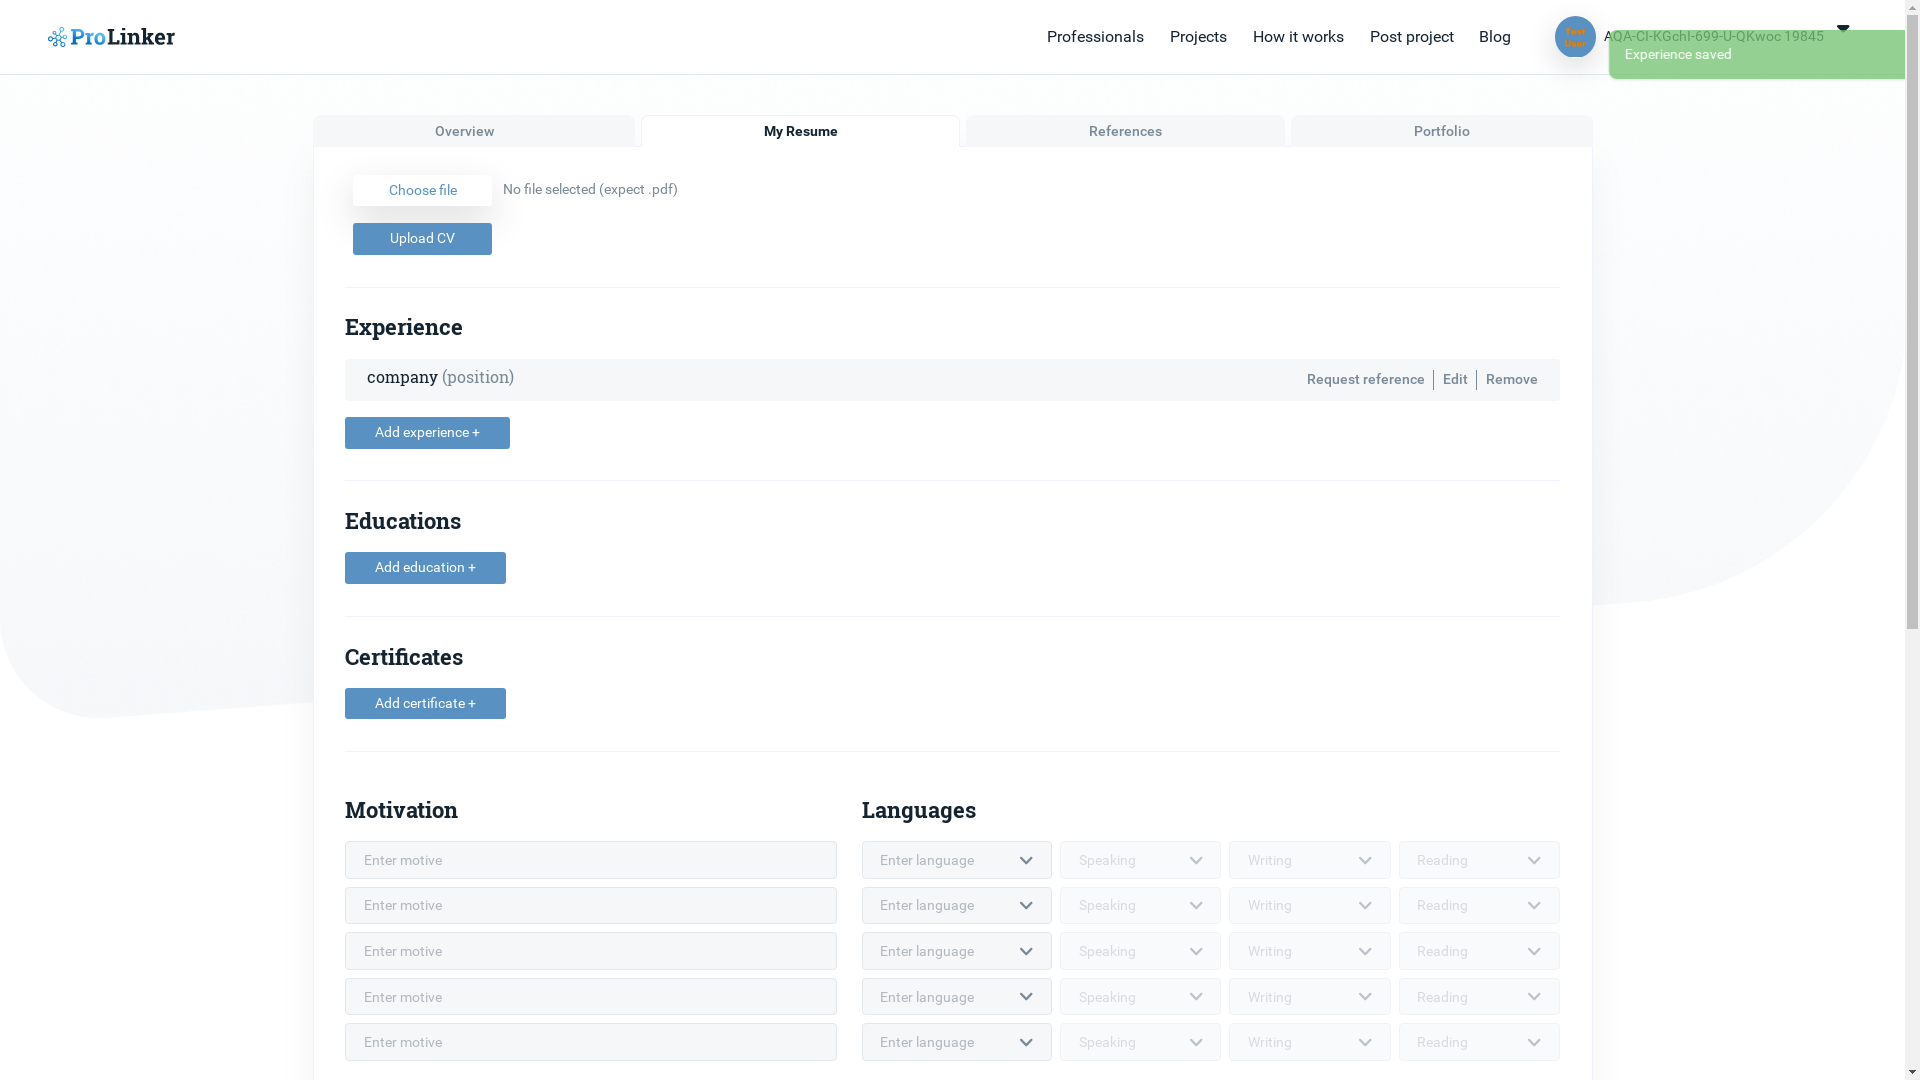 ProLinker
Professionals
Projects
How it works
Post project
Blog
Test
User
AQA-CI-KGchI-699-U-QKwoc 19845
Experience saved
Overview
My Resume
References
Portfolio
Choose file
No file selected (expect .pdf)
Upload CV
Experience
company (position)
Request reference
Edit
Remove
Add experience +
Educations
Add education +
Certificates
Add certificate +
Motivation
Languages
Enter motive
Enter language
Speaking
Writing
Reading
Enter motive
Enter language
Speaking
Writing
Reading
Enter motive
Enter language
Speaking
Writing
Reading
Enter motive
Enter language
Speaking
Writing
Reading
Enter motive
Enter language
Speaking
Writing
Reading